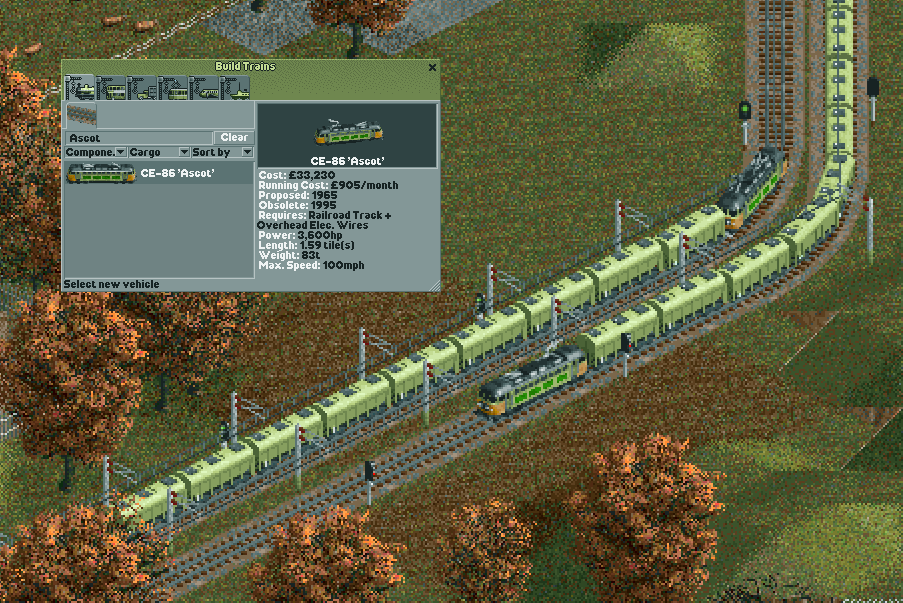 Build Trains
Ascot
Clear
Compone.
Cargo
Sort by
CE-86 'Ascot'
CE-86 'Ascot'
Cost: £33,230
Running Cost: £905/month
Proposed: 1965
Obsolete: 1995
Requires: Railroad Track +
Overhead Elec. Wires
Power: 3,600hp
Length: 1.59 tile(s)
Weight: 83t
Max. Speed: 100mph
Select new vehicle